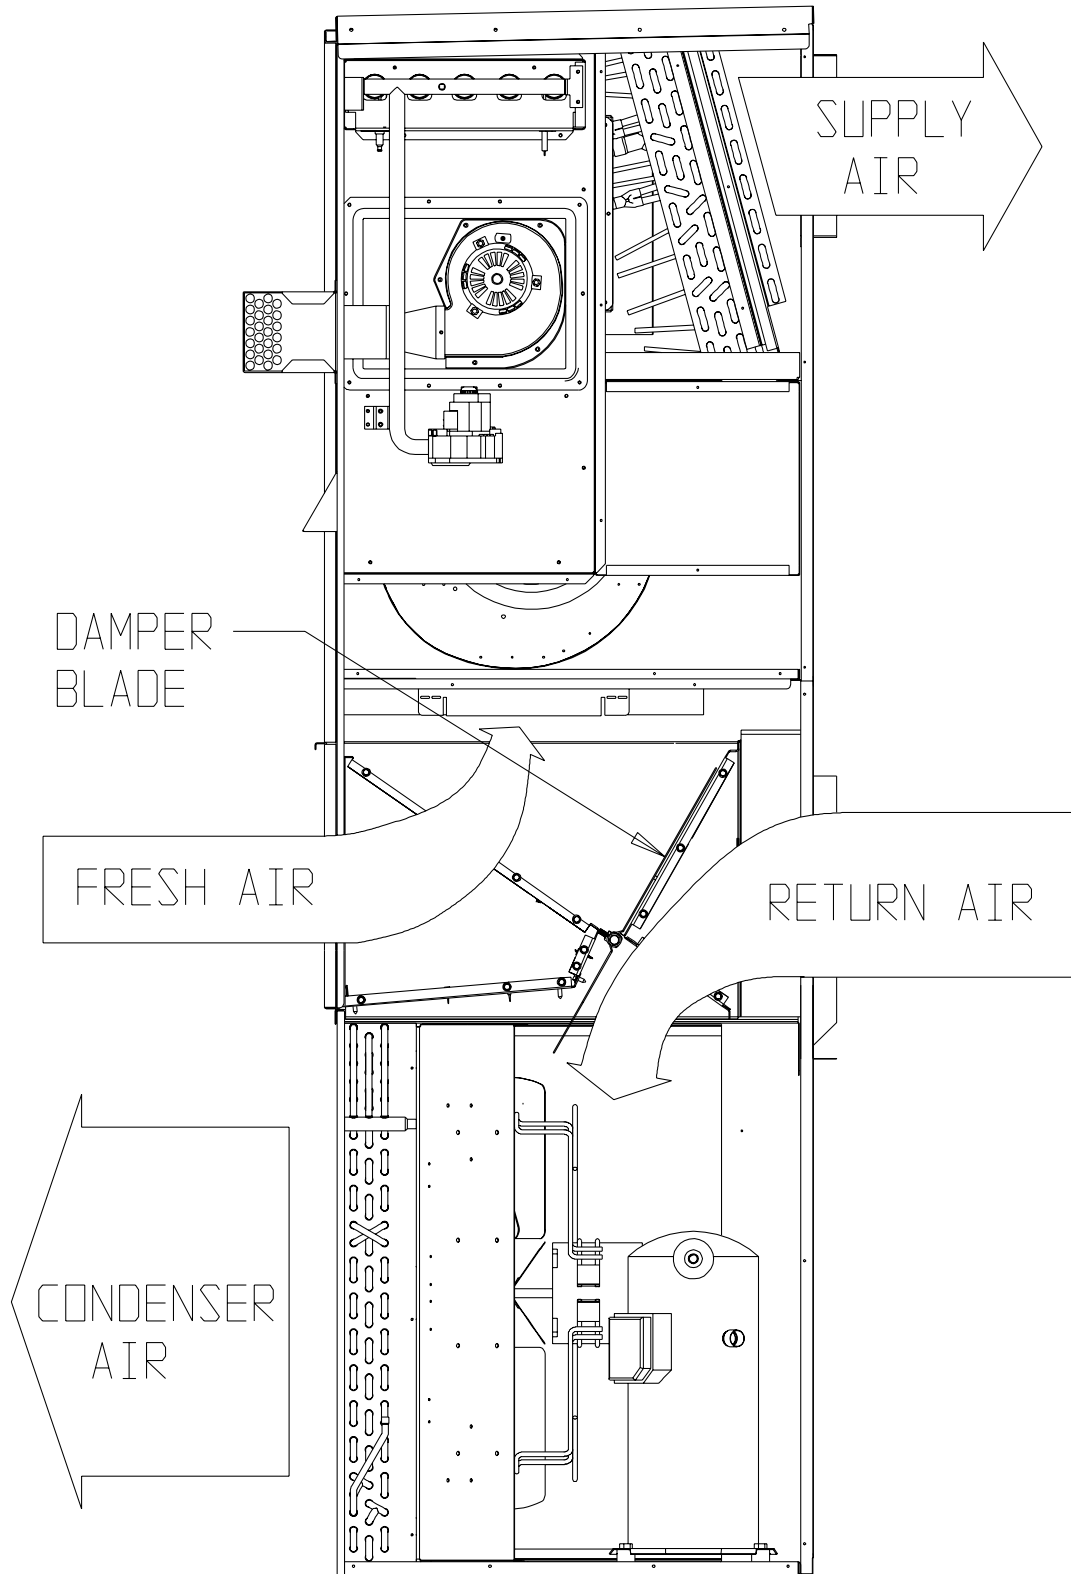 SUPPLY
AIR
DAMPER
BLADE
FRESH AIR
RETURN AIR
CONDENSER
AIR